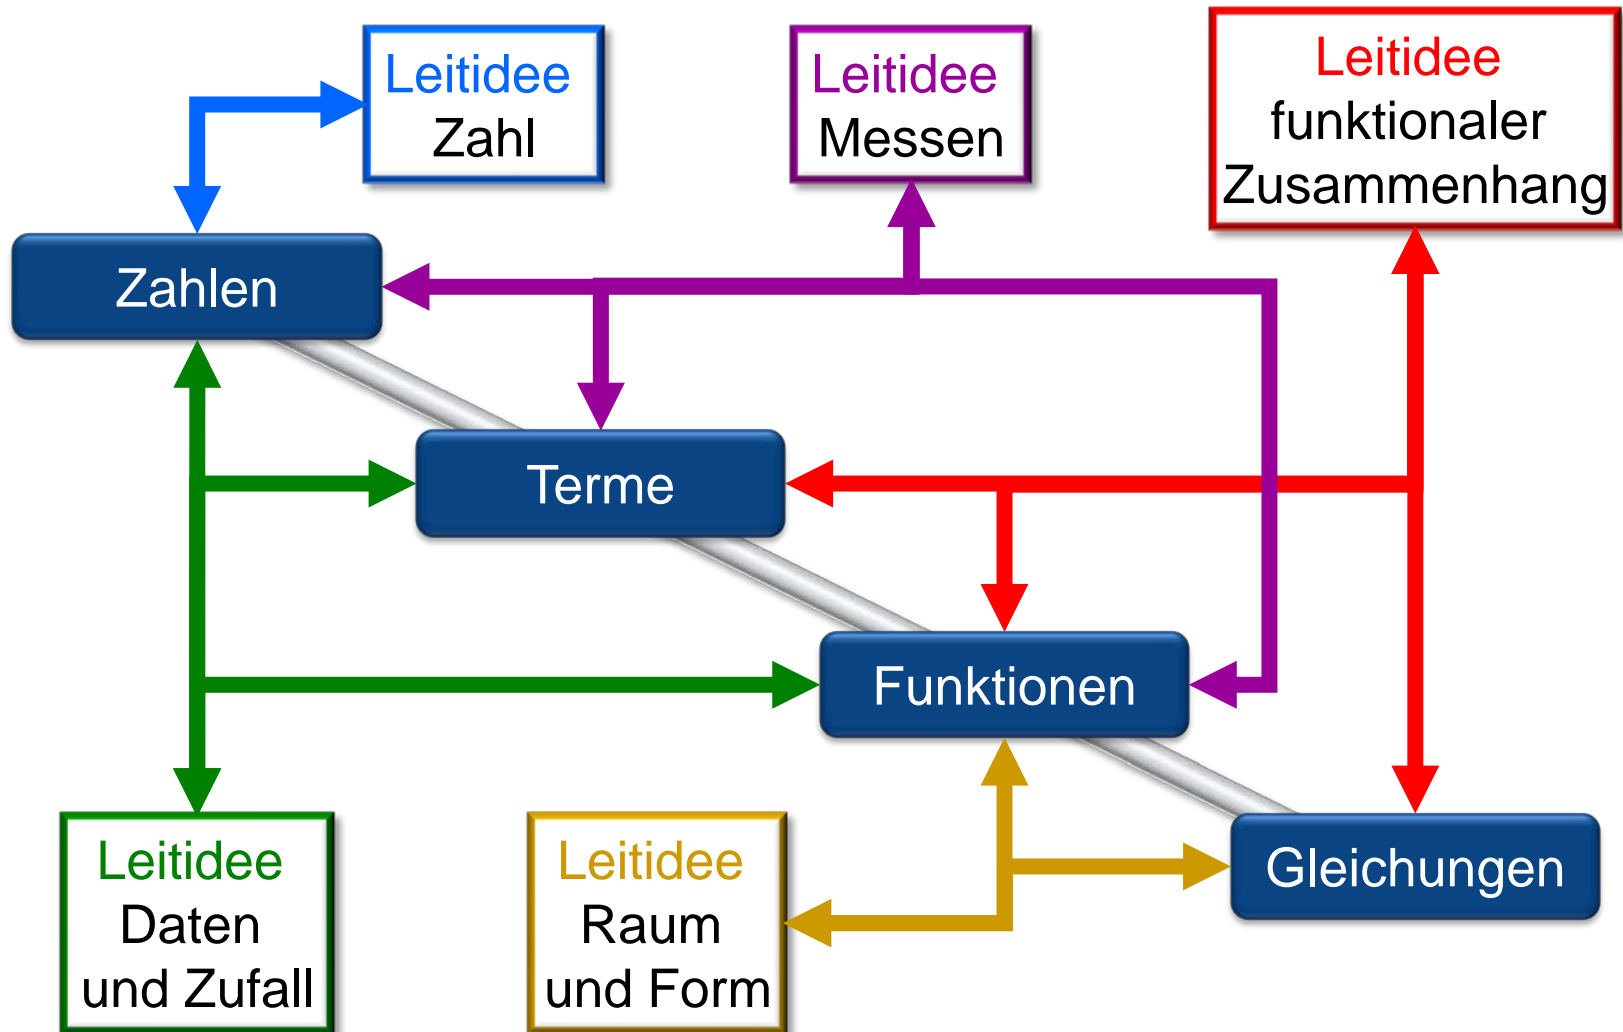 Leitidee
Zahl
Leitidee
Messen
Leitidee
funktionaler
Zusammenhang
Zahlen
Terme
Funktionen
Gleichungen
Leitidee
Daten
und Zufall
Leitidee
Raum
und Form